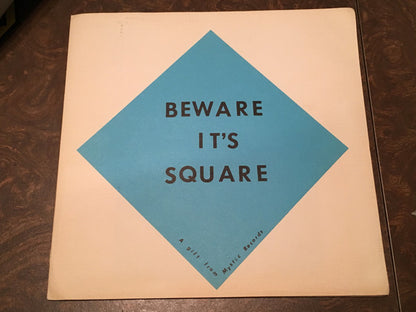 BEWARE
IT'S
SQUARE
A gift from Mystic Records